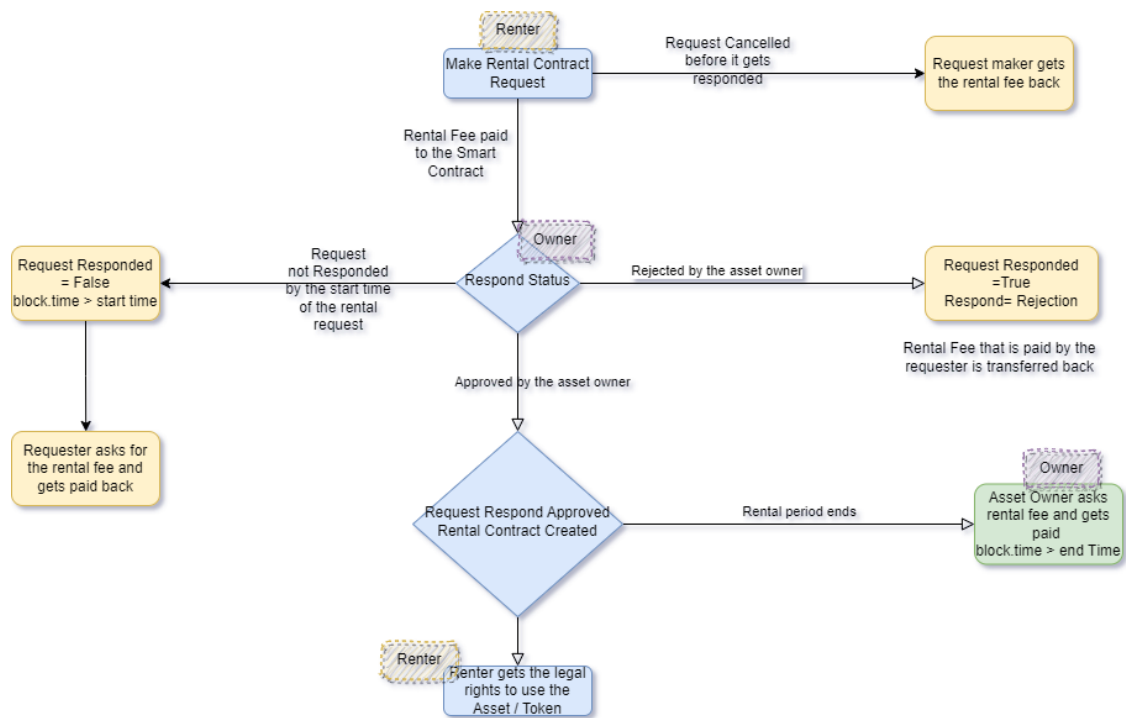 Renter
Make Rental Contract
Request
Request Cancelled
before it gets
responded
Request maker gets
the rental fee back
Rental Fee paid
to the Smart
Contract
Owner
Respond Status
Request
not Responded
by the start time
of the rental
request
Request Responded
= False
block.time > start time
Rejected by the asset owner
Request Responded
=True
Respond= Rejection
Rental Fee that is paid by the
requester is transferred back
Approved by the asset owner
Requester asks for
the rental fee and
gets paid back
Request Respond Approved
Rental Contract Created
Rental period ends
Owner
Asset Owner asks
rental fee and gets
paid
block.time > end Time
Renter
Renter gets the legal
rights to use the
Asset / Token